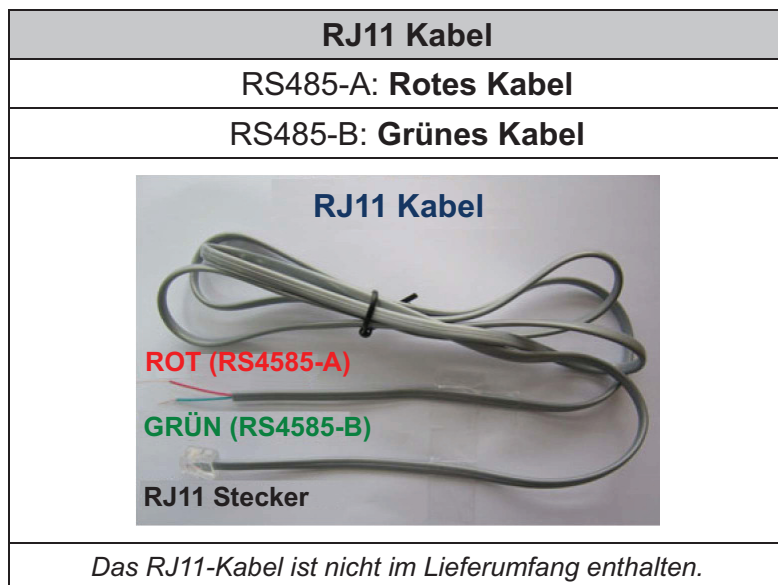 RJ11 Kabel
RS485-A: Rotes Kabel
RS485-B: Grünes Kabel
RJ11 Kabel
ROT (RS4585-A)
GRÜN (RS4585-B)
RJ11 Stecker
Das RJ11-Kabel ist nicht im Lieferumfang enthalten.